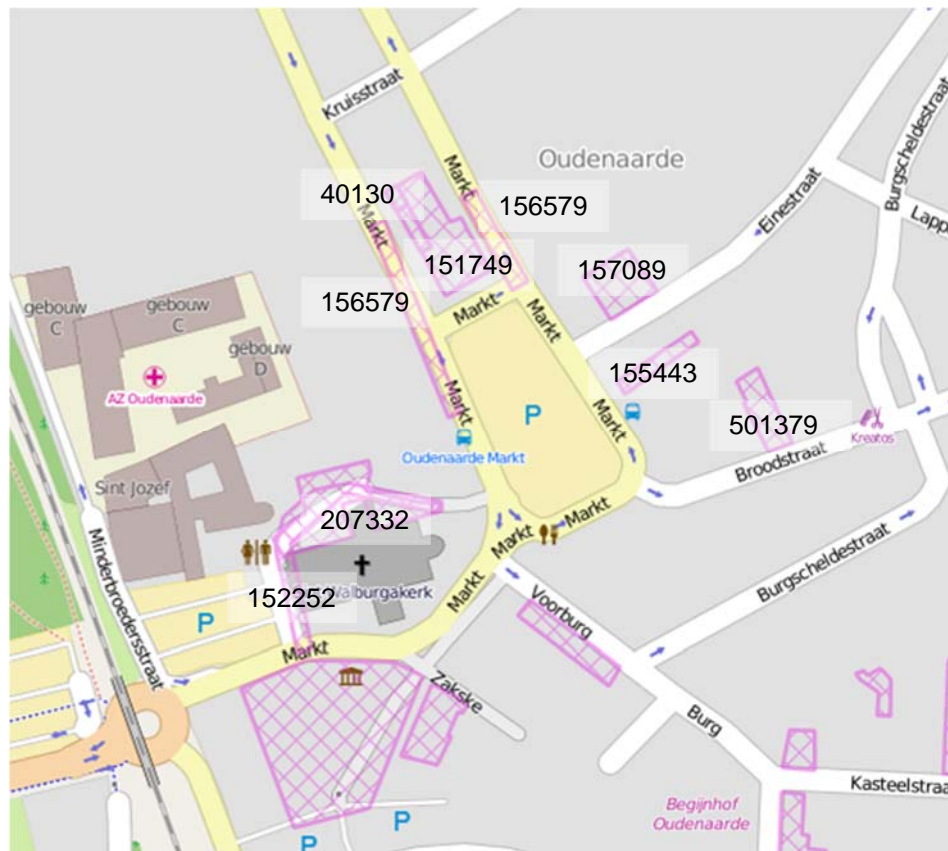 Kruisstraat
Oudenaarde
Burgscheldestraat
Lapp
Einestraat
40130
Markt
156579
Markt
151749
157089
156579
Markt
Markt
gebouw
C
gebouw
C
gebouw
D
AZ Oudenaarde
155443
Markt
Markt
P
501379
Kreatos
Oudenaarde Markt
Broodstraat
Sint Jozef
207332
Markt
Markt
Minderbroedersstraat
152252
Walburgakerk
Markt
Voorburg
Burgscheldestraat
P
Markt
Zakske
Burg
Kasteelstraa
Begijnhof
Oudenaarde
P
P